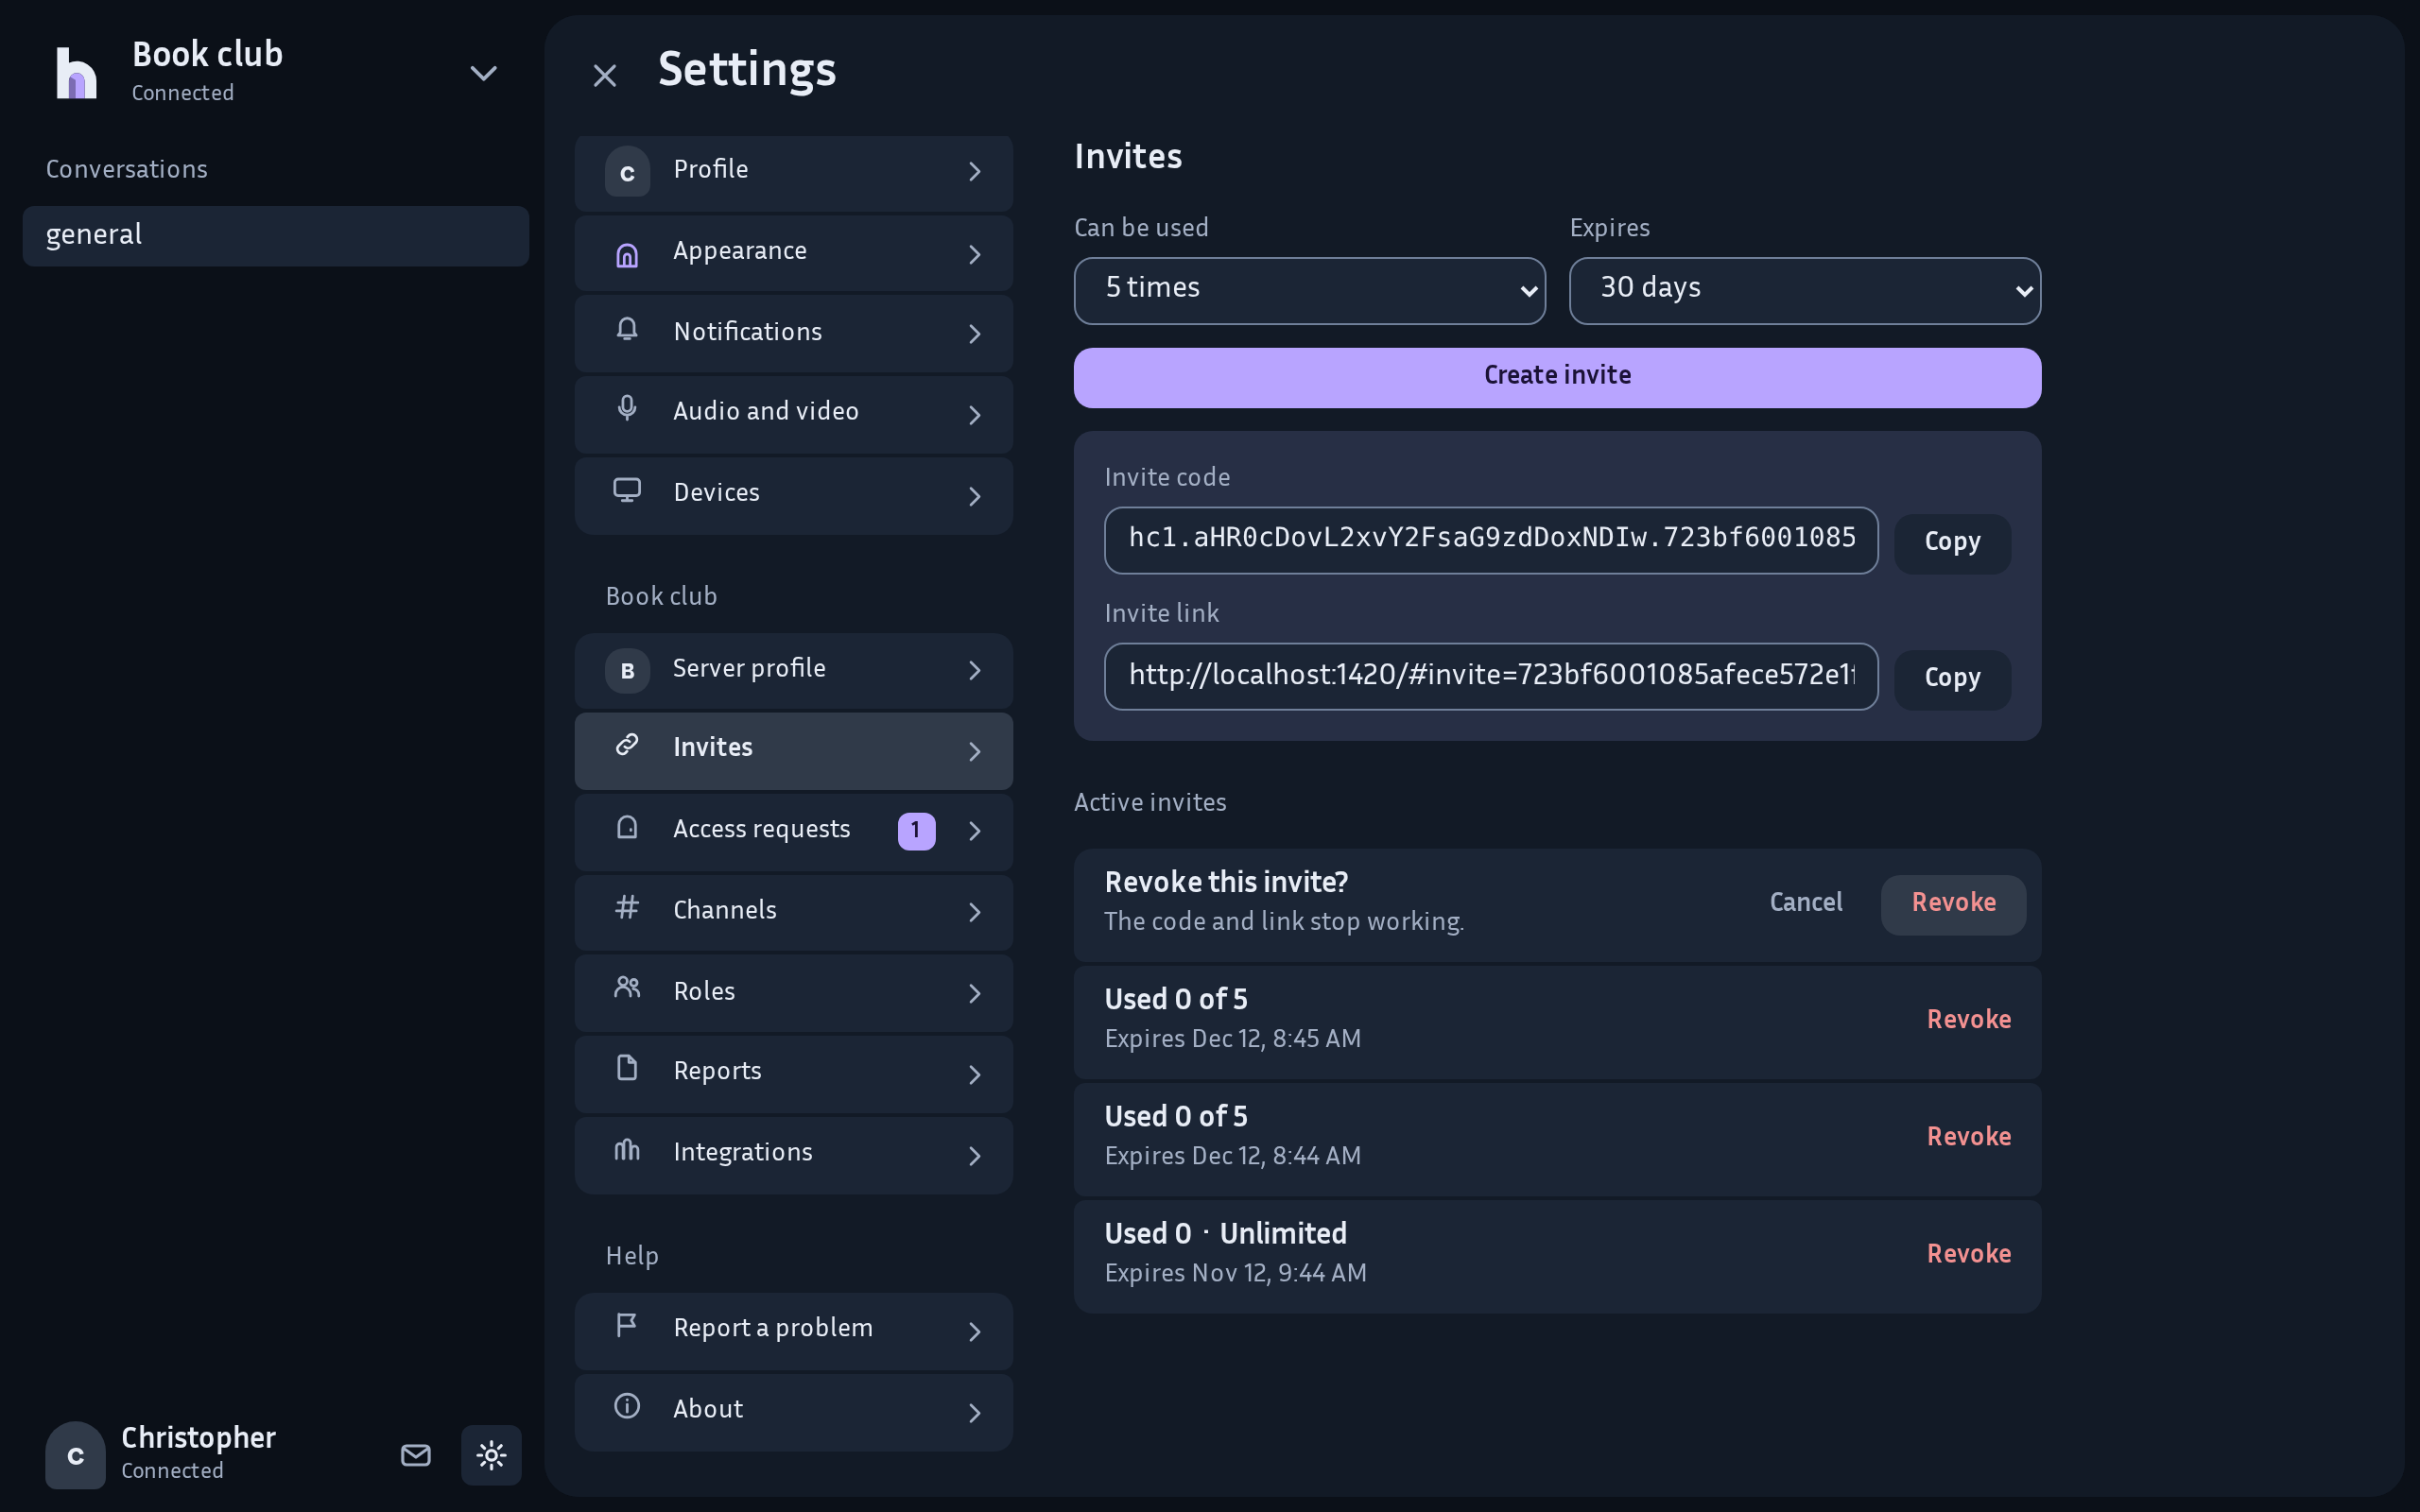 Book club
Connected
Conversations
general
Christopher
Connected
C
Settings
C Profile
Appearance
Notifications
Audio and video
Devices
Book club
B Server profile
Invites
Access requests 1
Channels
Roles
Reports
Integrations
Help
Report a problem
About
Invites
Can be used Expires
5 times 30 days
Create invite
Invite code
hc1.aHR0cDovL2xvY2FsaG9zdDoxNDIw.723bf6001085 Copy
Invite link
http://localhost:1420/#invite=723bf6001085afece572e1f Copy
Active invites
Revoke this invite?
The code and link stop working.
Cancel Revoke
Used 0 of 5
Expires Dec 12, 8:45 AM
Revoke
Used 0 of 5
Expires Dec 12, 8:44 AM
Revoke
Used 0 · Unlimited
Expires Nov 12, 9:44 AM
Revoke